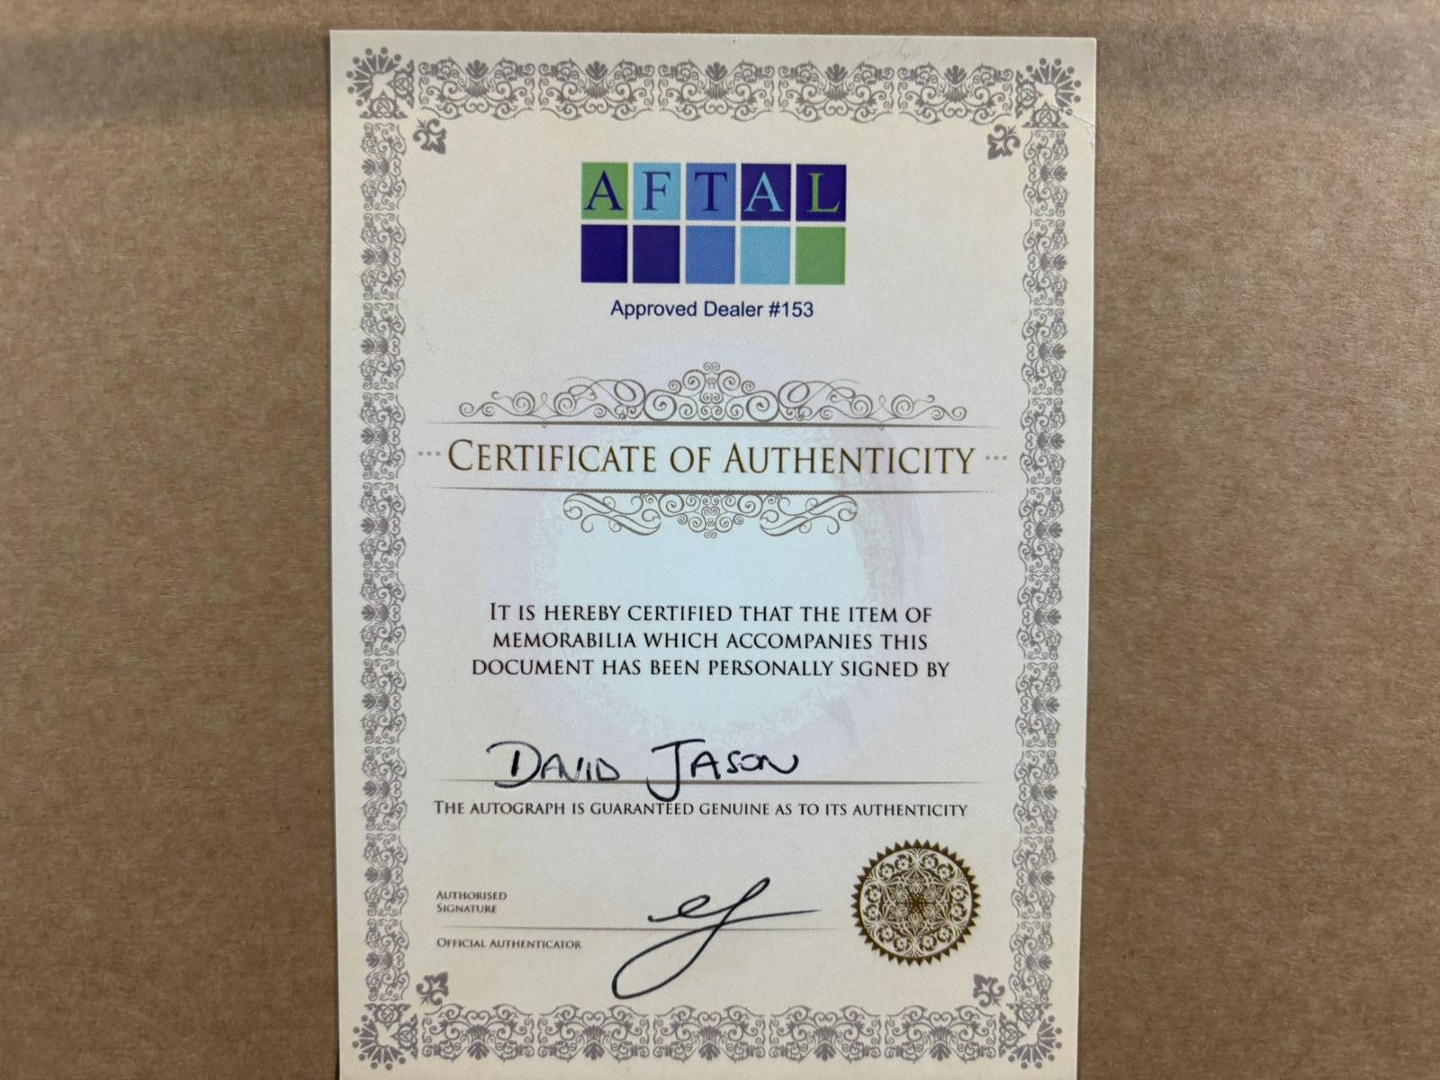 AFTAL
Approved Dealer #153
CERTIFICATE OF AUTHENTICITY
IT IS HEREBY CERTIFIED THAT THE ITEM OF
MEMORABILIA WHICH ACCOMPANIES THIS
DOCUMENT HAS BEEN PERSONALLY SIGNED BY
DAVID JASON
THE AUTOGRAPH IS GUARANTEED GENUINE AS TO ITS AUTHENTICITY
AUTHORISED
SIGNATURE
OFFICIAL AUTHENTICATOR